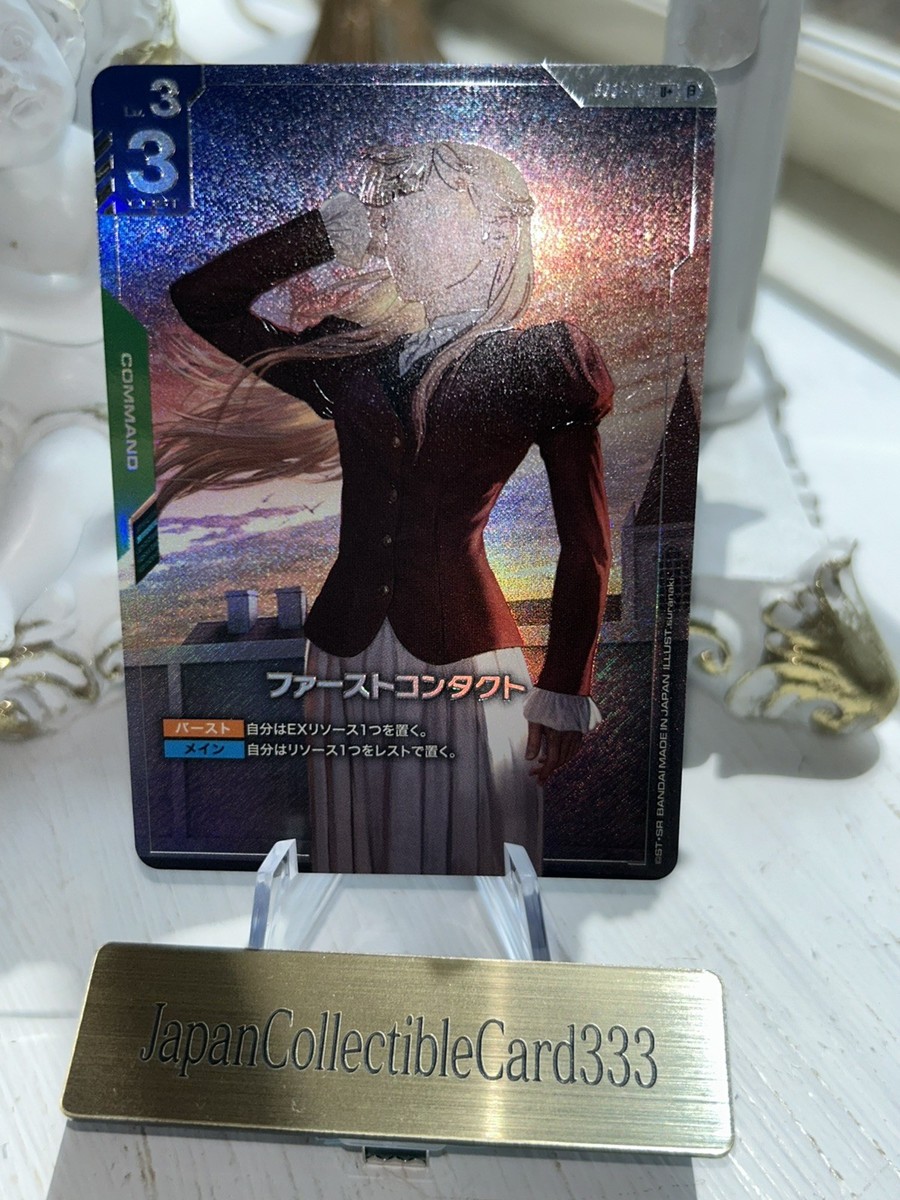 Lv.3
3
U+
COMMAND
ファーストコンタクト
バースト 自分はEXリソース1つを置く。
メイン 自分はリソース1つをレストで置く。
©ST・SR BANDAI MADE IN JAPAN ILLUST.suranaki
JapanCollectibleCard333